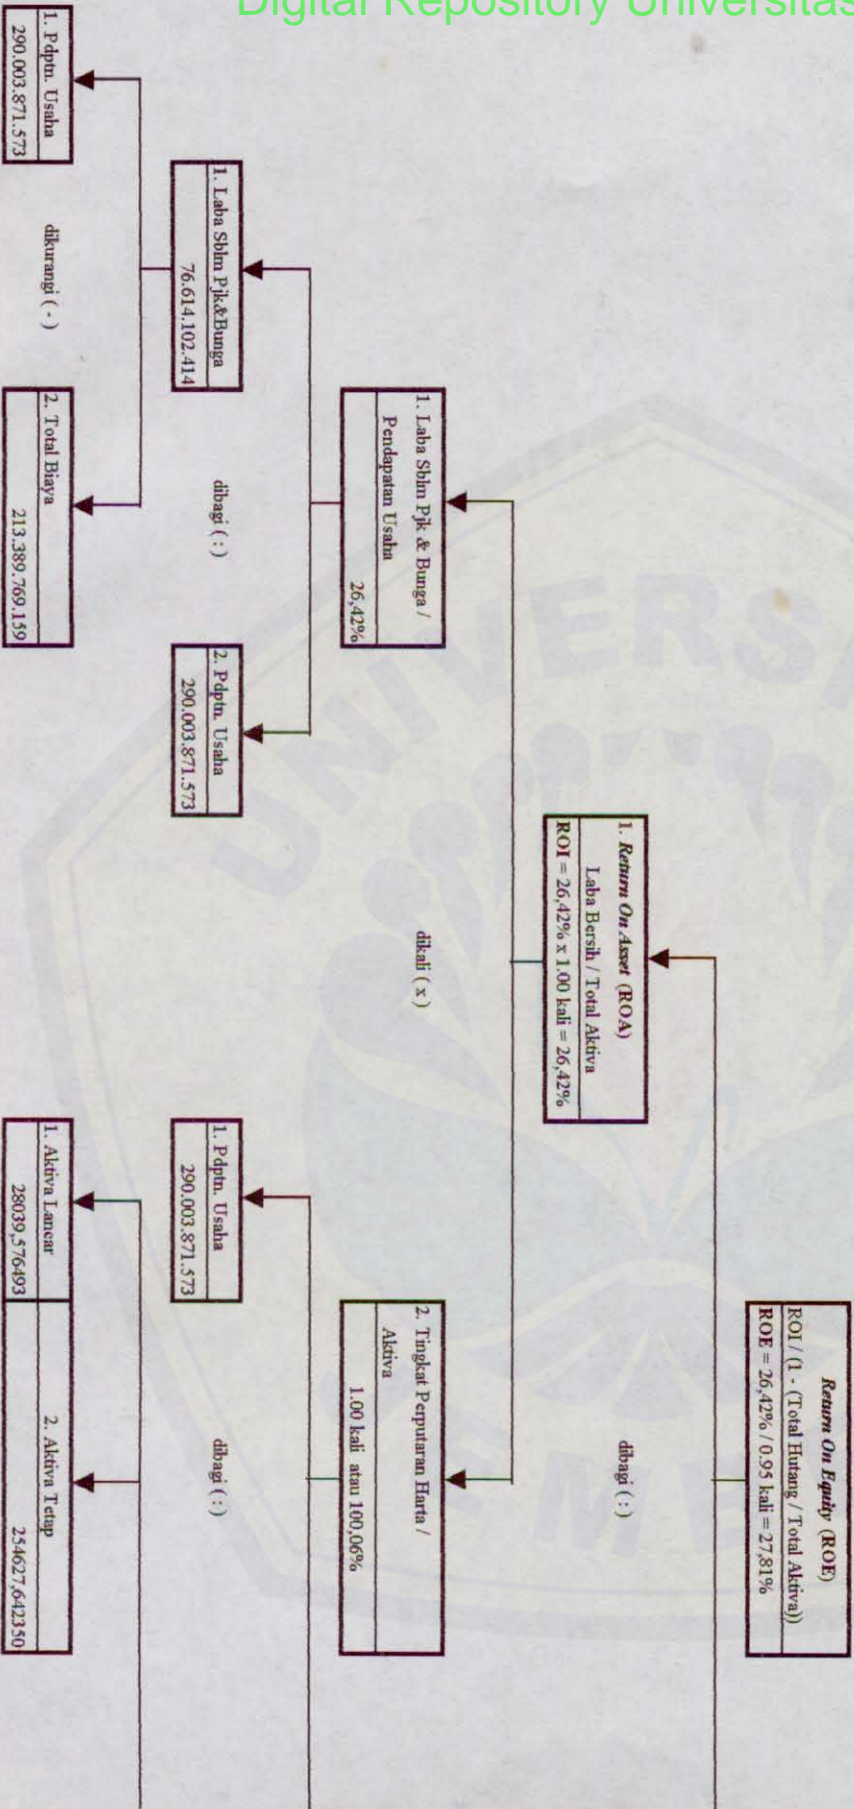 Digital Repository Universitas
Return On Equity (ROE)
ROI / (1 - (Total Hutang / Total Aktiva))
ROE = 26,42% / 0.95 kali = 27,81%
dibagi ( : )
1. Return On Asset (ROA)
Laba Bersih / Total Aktiva
ROI = 26,42% x 1.00 kali = 26,42%
dikali ( x )
1. Laba Sblm Pjk & Bunga /
Pendapatan Usaha
26,42%
2. Tingkat Perputaran Harta /
Aktiva
1.00 kali atau 100,06%
1. Laba Sblm Pjk&Bunga
76.614.102.414
dibagi ( : )
2. Pdptn. Usaha
290.003.871.573
1. Pdptn. Usaha
290.003.871.573
dibagi ( : )
1. Pdptn. Usaha
290.003.871.573
dikurangi ( - )
2. Total Biaya
213.389.769.159
1. Aktiva Lancar
28039,576493
2. Aktiva Tetap
254627,642350
UNIVERSI
JEMBE